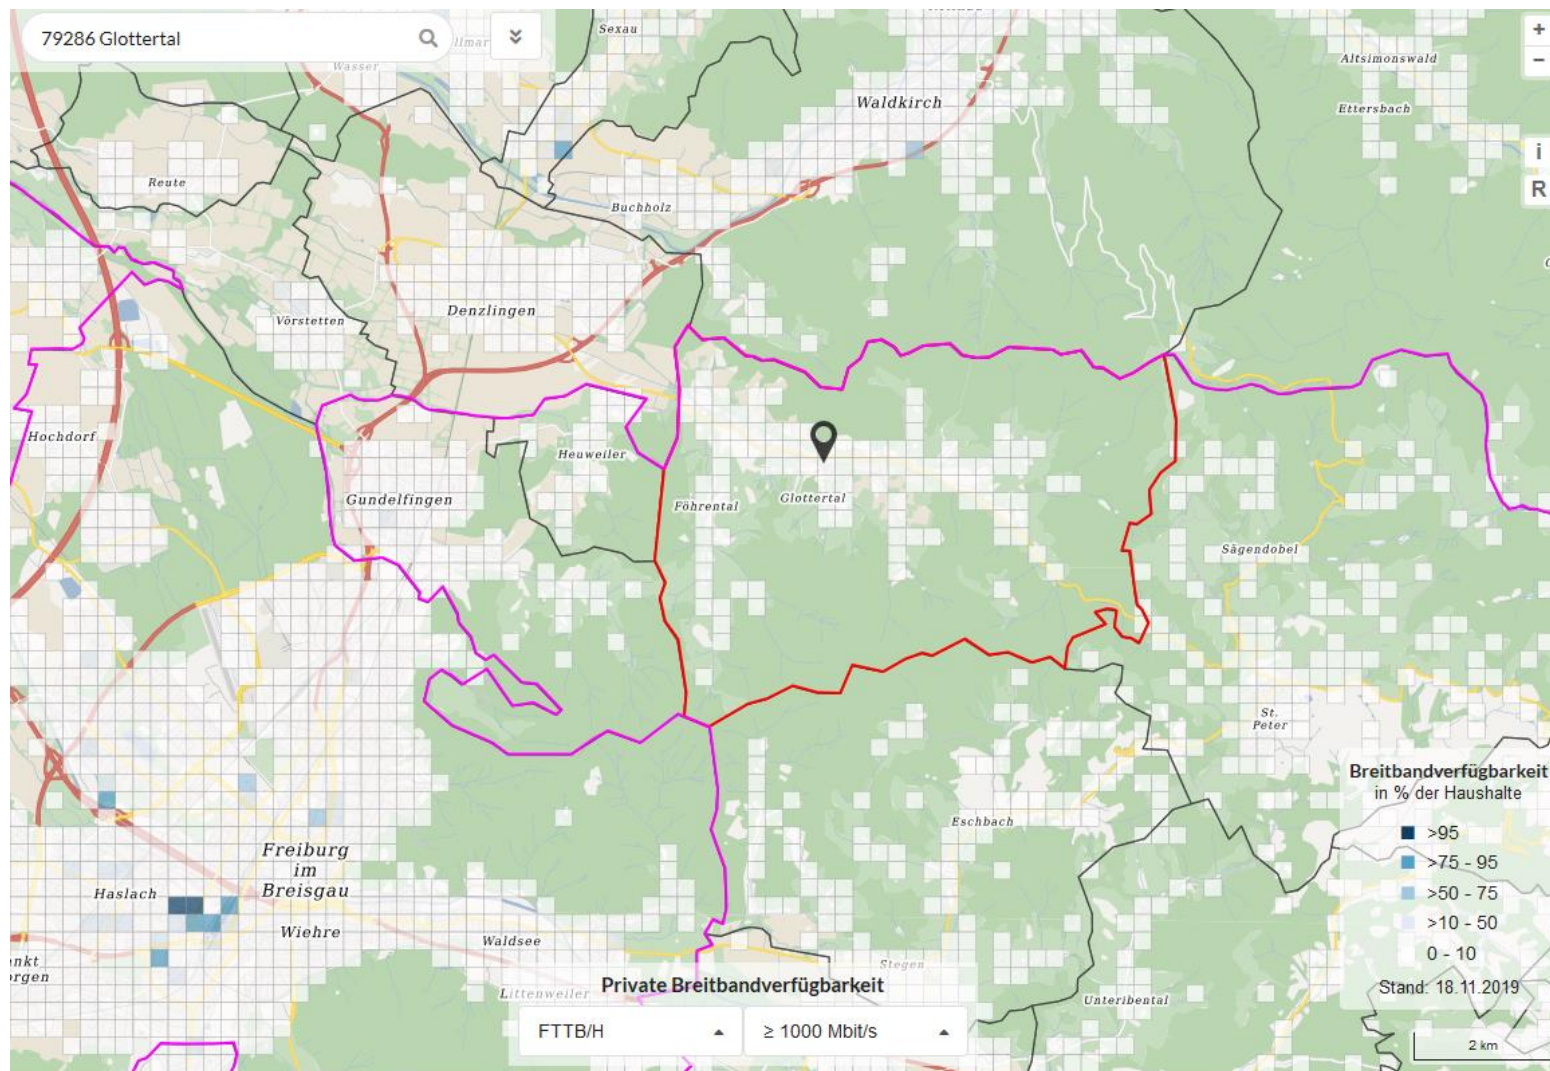 79286 Glottertal
Sexau
Wasser
Altsimonswald
Waldkirch
Ettersbach
Reute
Buchholz
Denzlingen
Vörstetten
Hochdorf
Heuweiler
Gundelfingen
Föhrental
Glottertal
Sägendobel
St.
Peter
Eschbach
Freiburg
im
Breisgau
Haslach
Wiehre
Waldsee
Stegen
Littenweiler
Unteribental
+
−
i
R
Breitbandverfügbarkeit
in % der Haushalte
>95
>75 - 95
>50 - 75
>10 - 50
0 - 10
Stand: 18.11.2019
2 km
Private Breitbandverfügbarkeit
FTTB/H
≥ 1000 Mbit/s